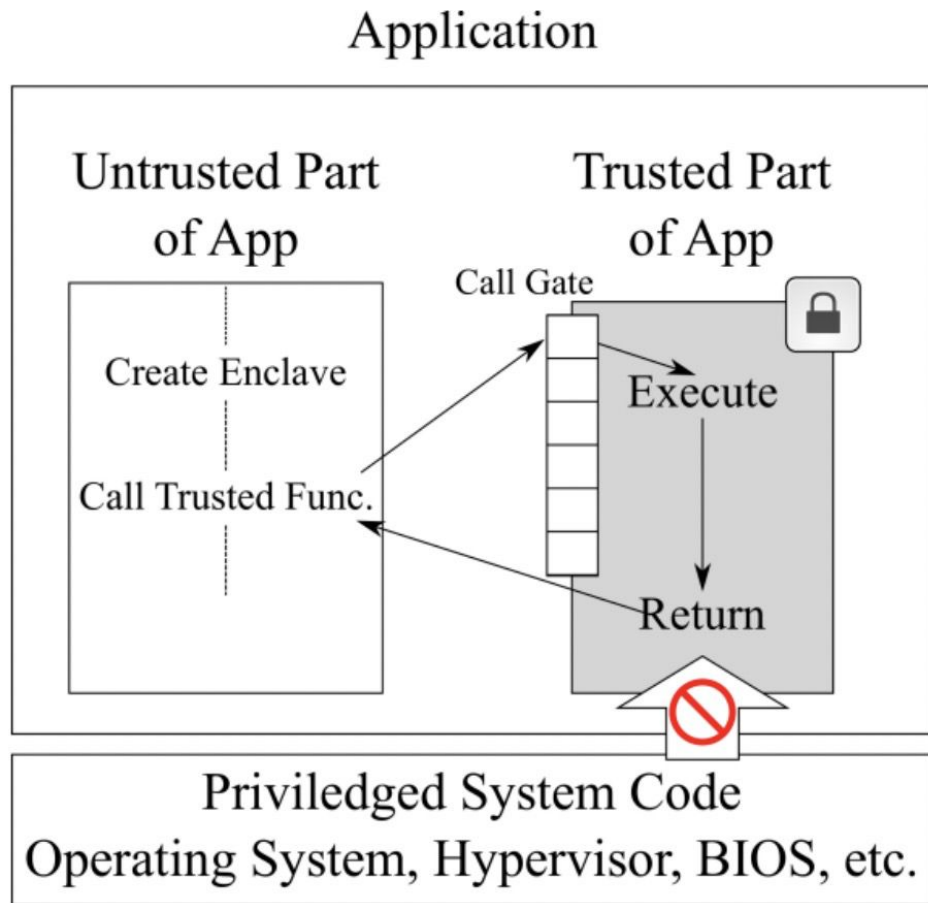 Application
Untrusted Part
of App
Trusted Part
of App
Call Gate
Create Enclave
Execute
Call Trusted Func.
Return
Priviledged System Code
Operating System, Hypervisor, BIOS, etc.